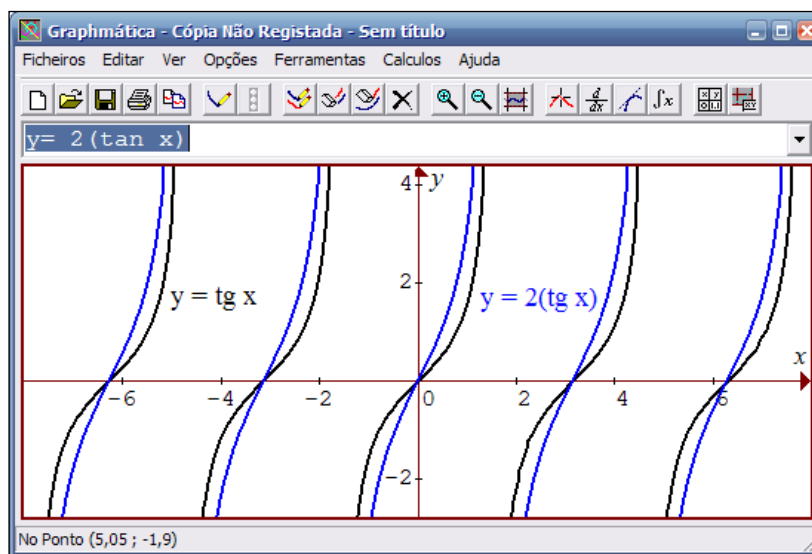 Graphmática - Cópia Não Registada - Sem título
Ficheiros Editar Ver Opções Ferramentas Calculos Ajuda
d/dx ∫x
y= 2(tan x)
4 y
2
y = tg x y = 2(tg x)
x
-6 -4 -2 0 2 4 6
-2
No Ponto (5,05 ; -1,9)